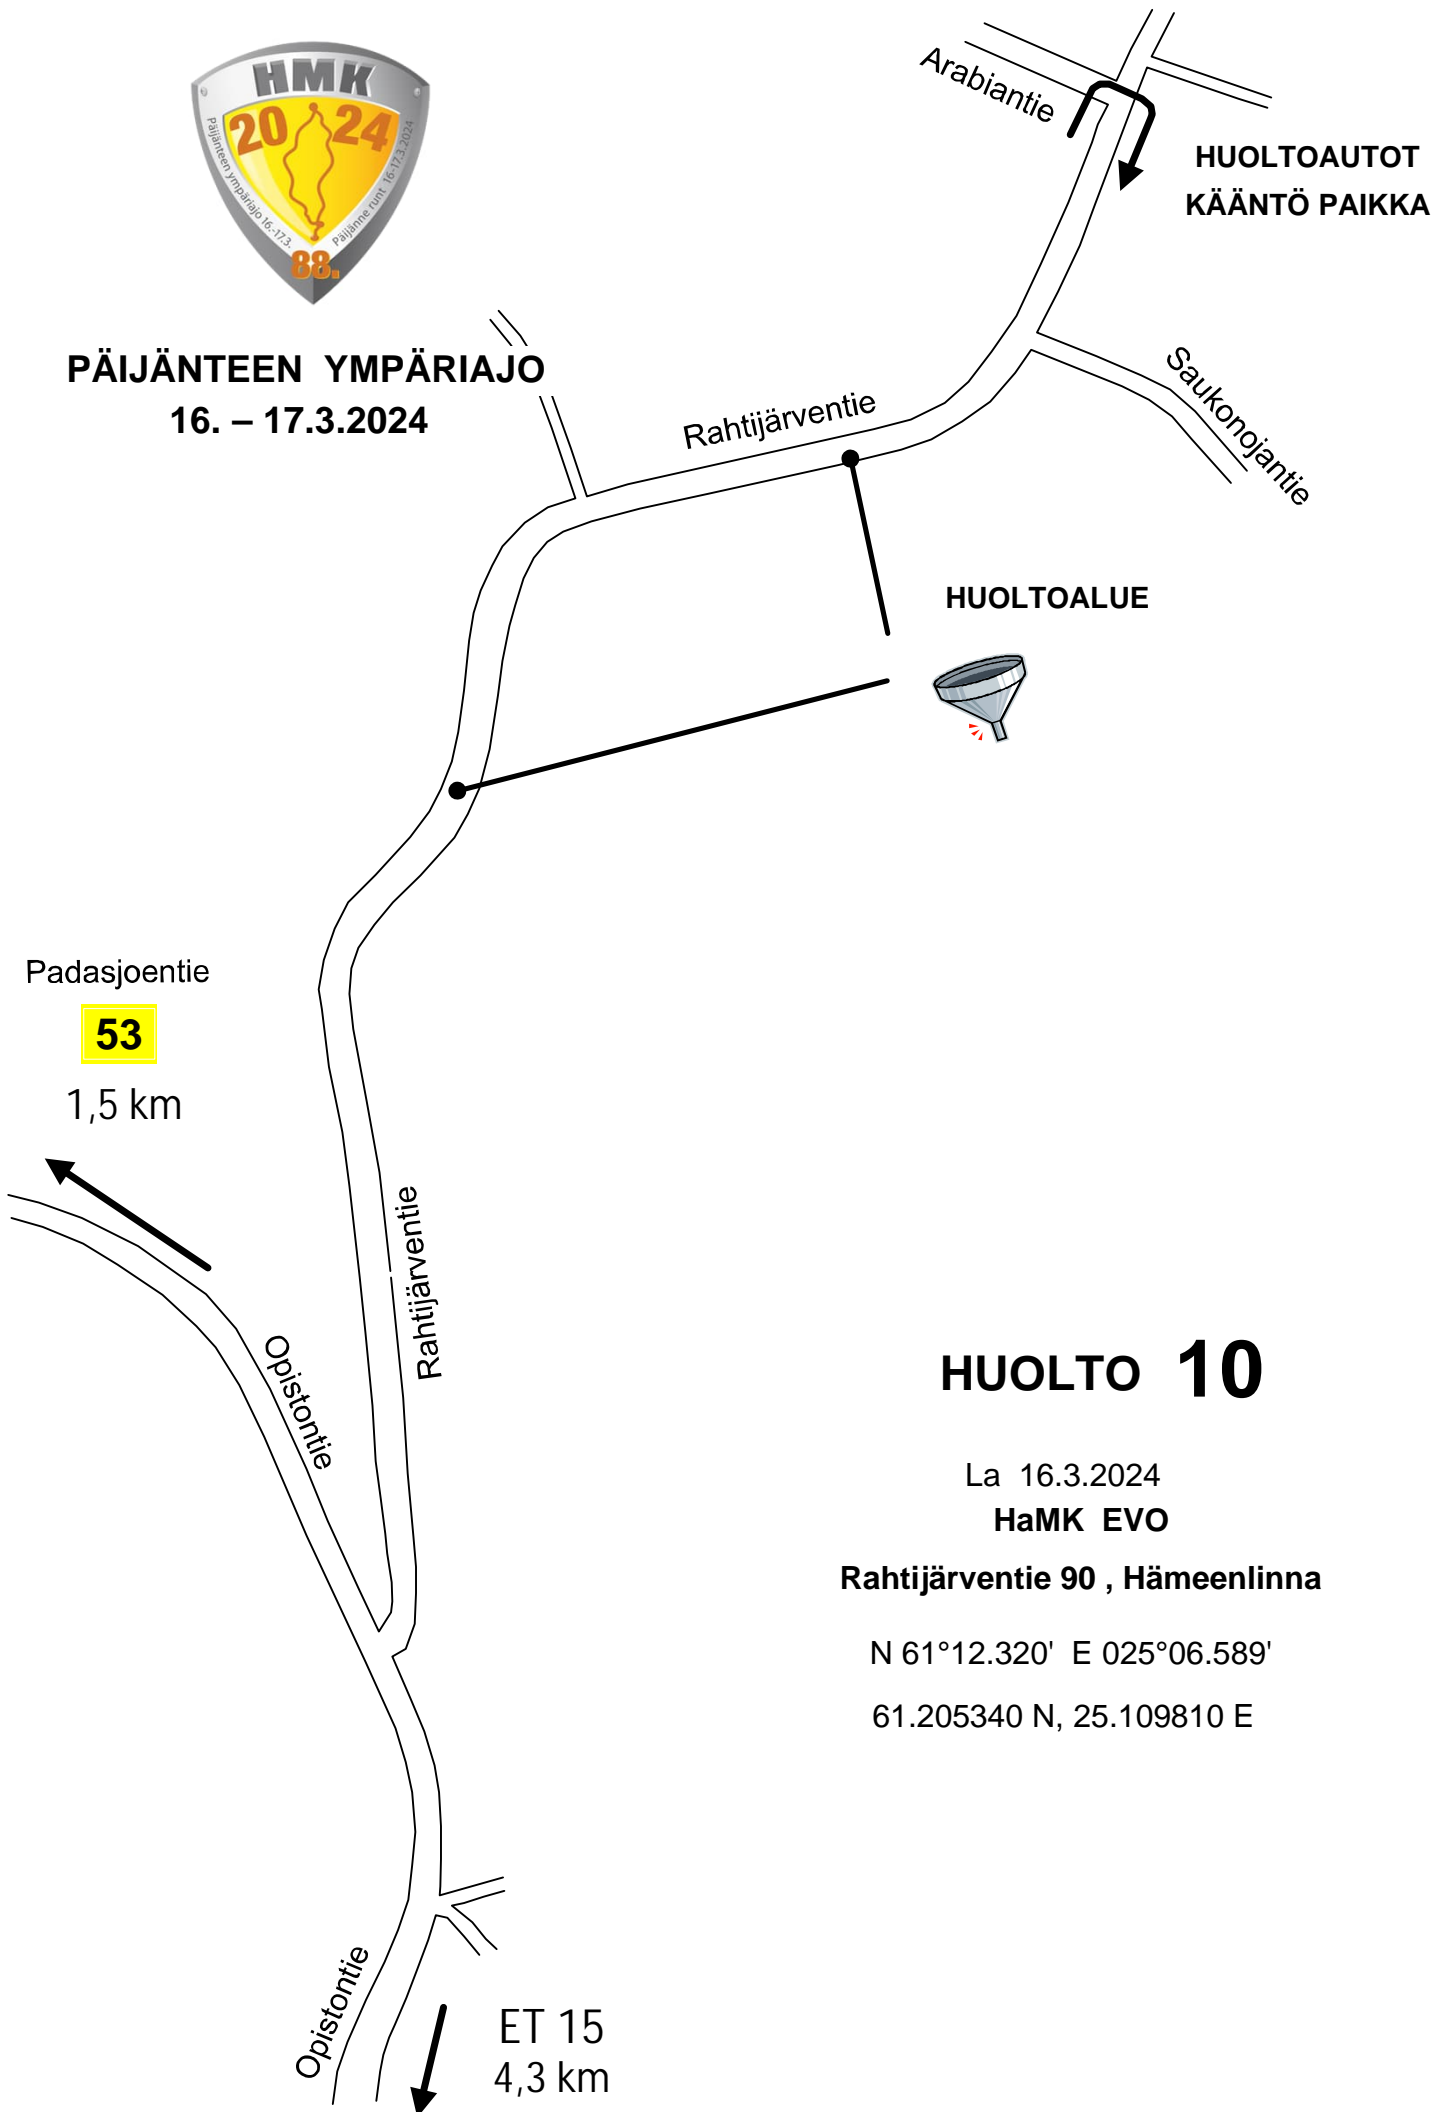 HMK
20 24
Päijänteen ympäriajo 16.-17.3.
Päijänne runt 16-17.3.2024
88.
PÄIJÄNTEEN YMPÄRIAJO
16. – 17.3.2024
Arabiantie
HUOLTOAUTOT
KÄÄNTÖ PAIKKA
Saukonojantie
Rahtijärventie
HUOLTOALUE
Padasjoentie
53
1,5 km
Rahtijärventie
Opistontie
HUOLTO 10
La 16.3.2024
HaMK EVO
Rahtijärventie 90 , Hämeenlinna
N 61°12.320' E 025°06.589'
61.205340 N, 25.109810 E
Opistontie
ET 15
4,3 km